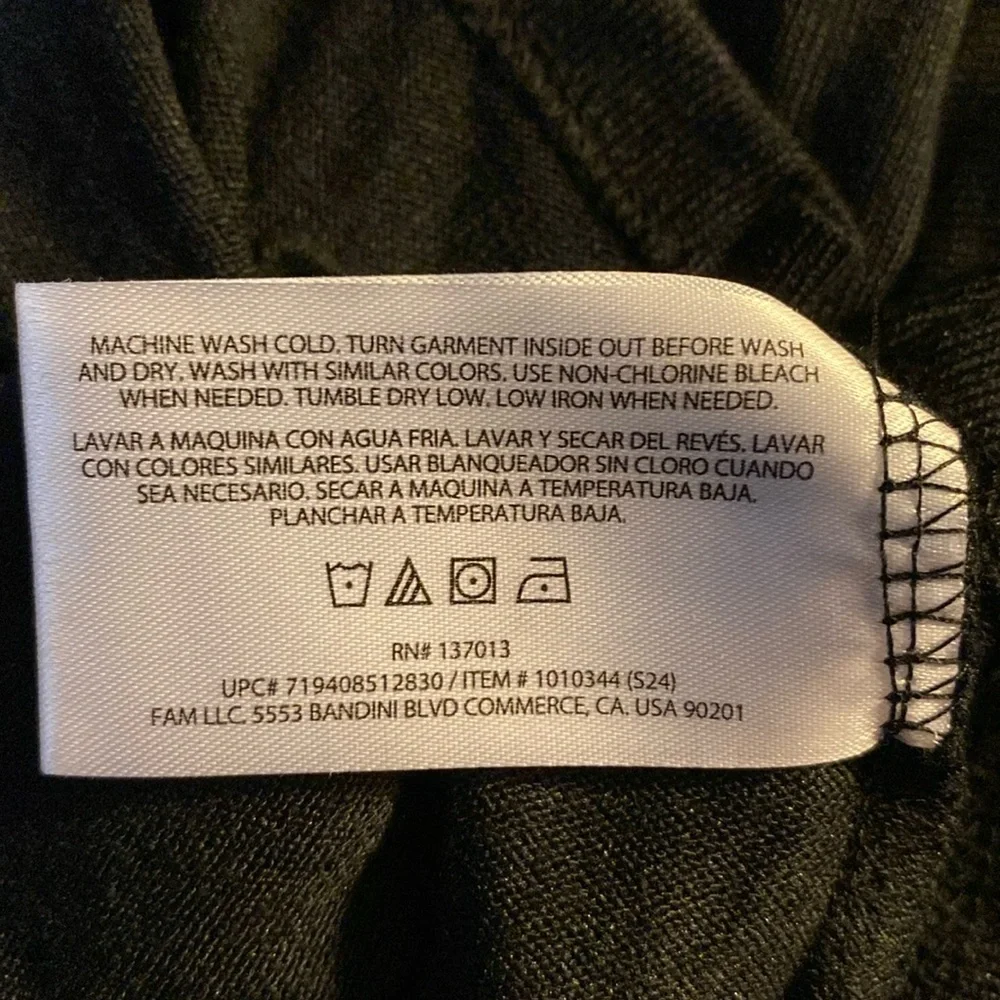 MACHINE WASH COLD. TURN GARMENT INSIDE OUT BEFORE WASH
AND DRY. WASH WITH SIMILAR COLORS. USE NON-CHLORINE BLEACH
WHEN NEEDED. TUMBLE DRY LOW. LOW IRON WHEN NEEDED.
LAVAR A MAQUINA CON AGUA FRIA. LAVAR Y SECAR DEL REVÉS. LAVAR
CON COLORES SIMILARES. USAR BLANQUEADOR SIN CLORO CUANDO
SEA NECESARIO. SECAR A MAQUINA A TEMPERATURA BAJA.
PLANCHAR A TEMPERATURA BAJA.
RN# 137013
UPC# 719408512830 / ITEM # 1010344 (S24)
FAM LLC. 5553 BANDINI BLVD COMMERCE, CA. USA 90201